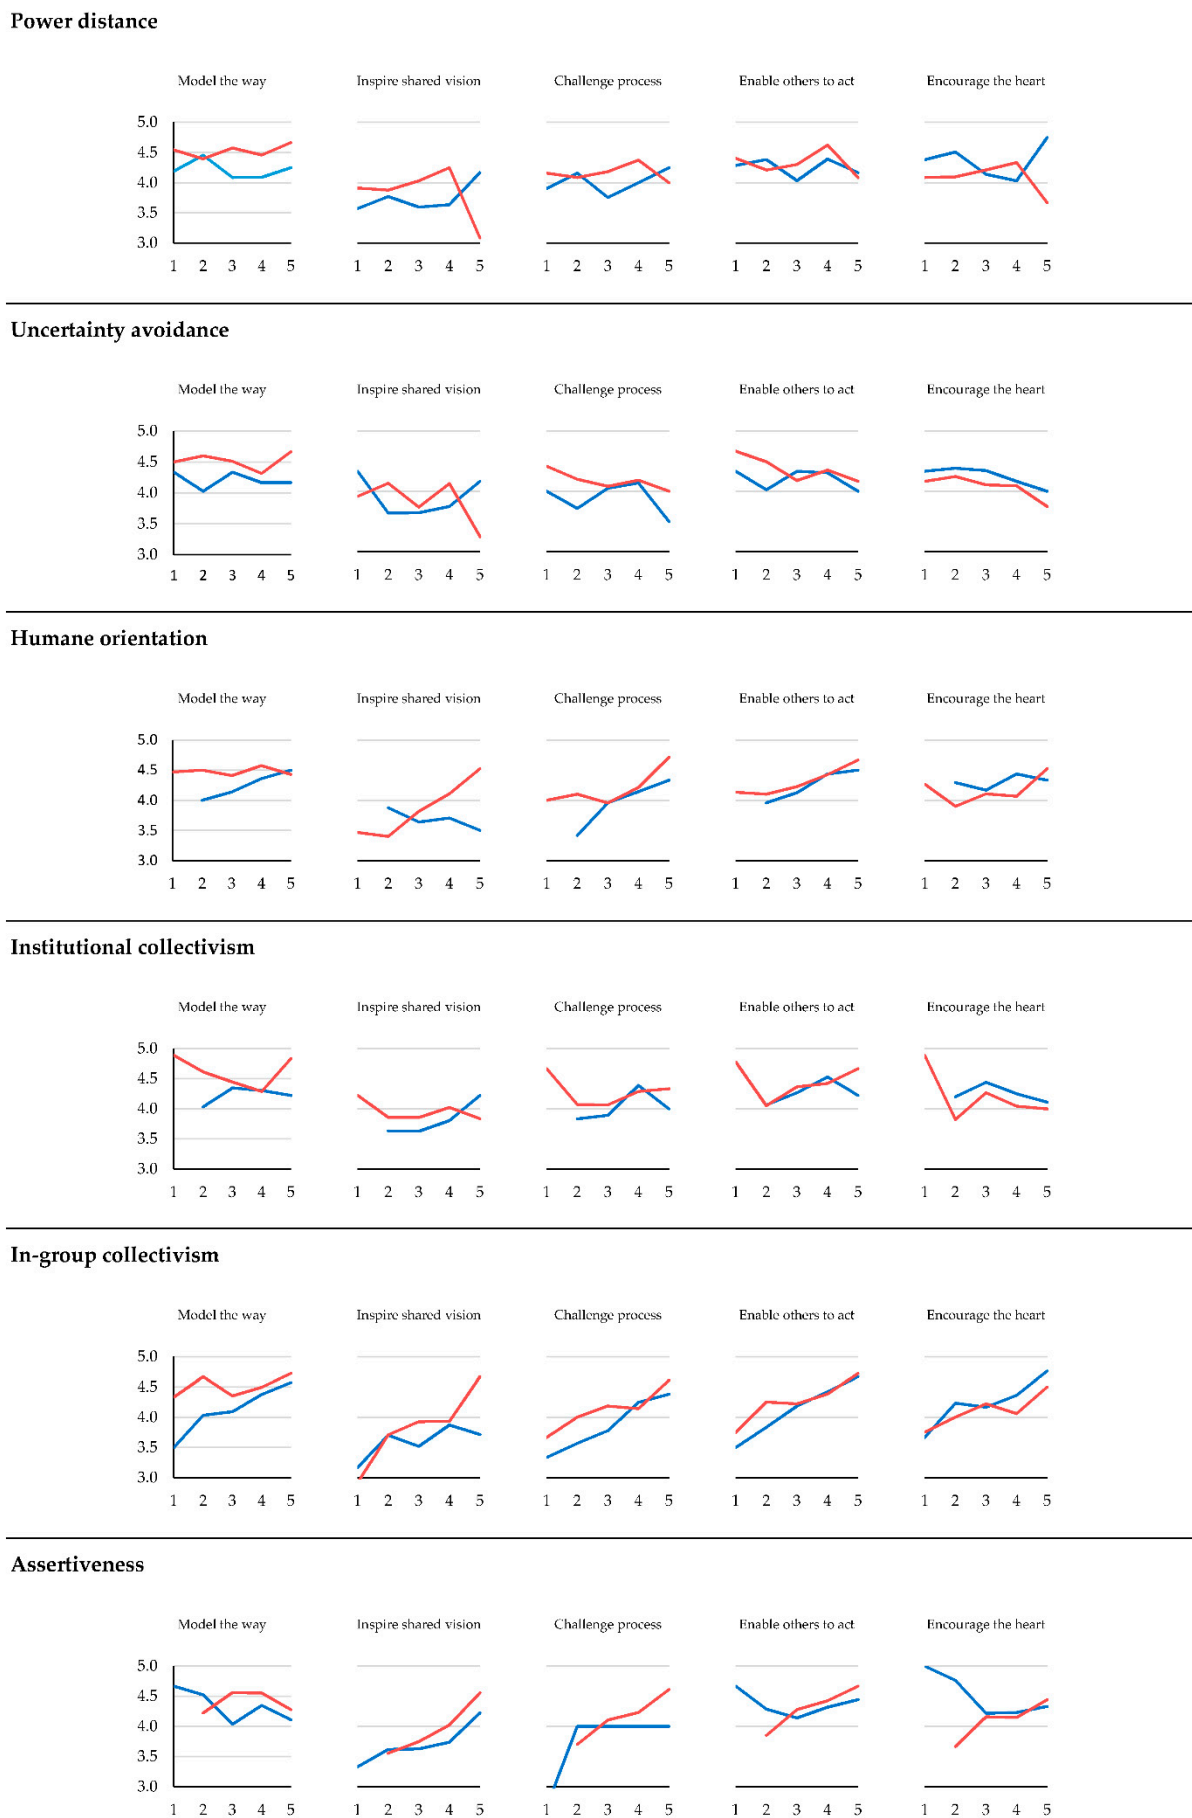 Power distance
Model the way Inspire shared vision Challenge process Enable others to act Encourage the heart
5.0
4.5
4.0
3.5
3.0
1 2 3 4 5 1 2 3 4 5 1 2 3 4 5 1 2 3 4 5 1 2 3 4 5
Uncertainty avoidance
Model the way Inspire shared vision Challenge process Enable others to act Encourage the heart
5.0
4.5
4.0
3.5
3.0
1 2 3 4 5 1 2 3 4 5 1 2 3 4 5 1 2 3 4 5 1 2 3 4 5
Humane orientation
Model the way Inspire shared vision Challenge process Enable others to act Encourage the heart
5.0
4.5
4.0
3.5
3.0
1 2 3 4 5 1 2 3 4 5 1 2 3 4 5 1 2 3 4 5 1 2 3 4 5
Institutional collectivism
Model the way Inspire shared vision Challenge process Enable others to act Encourage the heart
5.0
4.5
4.0
3.5
3.0
1 2 3 4 5 1 2 3 4 5 1 2 3 4 5 1 2 3 4 5 1 2 3 4 5
In-group collectivism
Model the way Inspire shared vision Challenge process Enable others to act Encourage the heart
5.0
4.5
4.0
3.5
3.0
1 2 3 4 5 1 2 3 4 5 1 2 3 4 5 1 2 3 4 5 1 2 3 4 5
Assertiveness
Model the way Inspire shared vision Challenge process Enable others to act Encourage the heart
5.0
4.5
4.0
3.5
3.0
1 2 3 4 5 1 2 3 4 5 1 2 3 4 5 1 2 3 4 5 1 2 3 4 5